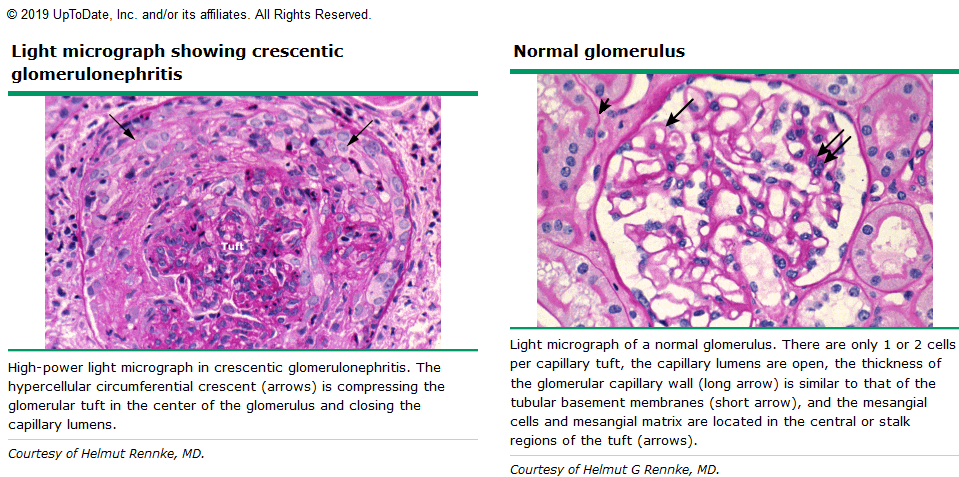 © 2019 UpToDate, Inc. and/or its affiliates. All Rights Reserved.
Light micrograph showing crescentic
glomerulonephritis
Tuft
High-power light micrograph in crescentic glomerulonephritis. The
hypercellular circumferential crescent (arrows) is compressing the
glomerular tuft in the center of the glomerulus and closing the
capillary lumens.
Courtesy of Helmut Rennke, MD.
Normal glomerulus
Light micrograph of a normal glomerulus. There are only 1 or 2 cells
per capillary tuft, the capillary lumens are open, the thickness of
the glomerular capillary wall (long arrow) is similar to that of the
tubular basement membranes (short arrow), and the mesangial
cells and mesangial matrix are located in the central or stalk
regions of the tuft (arrows).
Courtesy of Helmut G Rennke, MD.